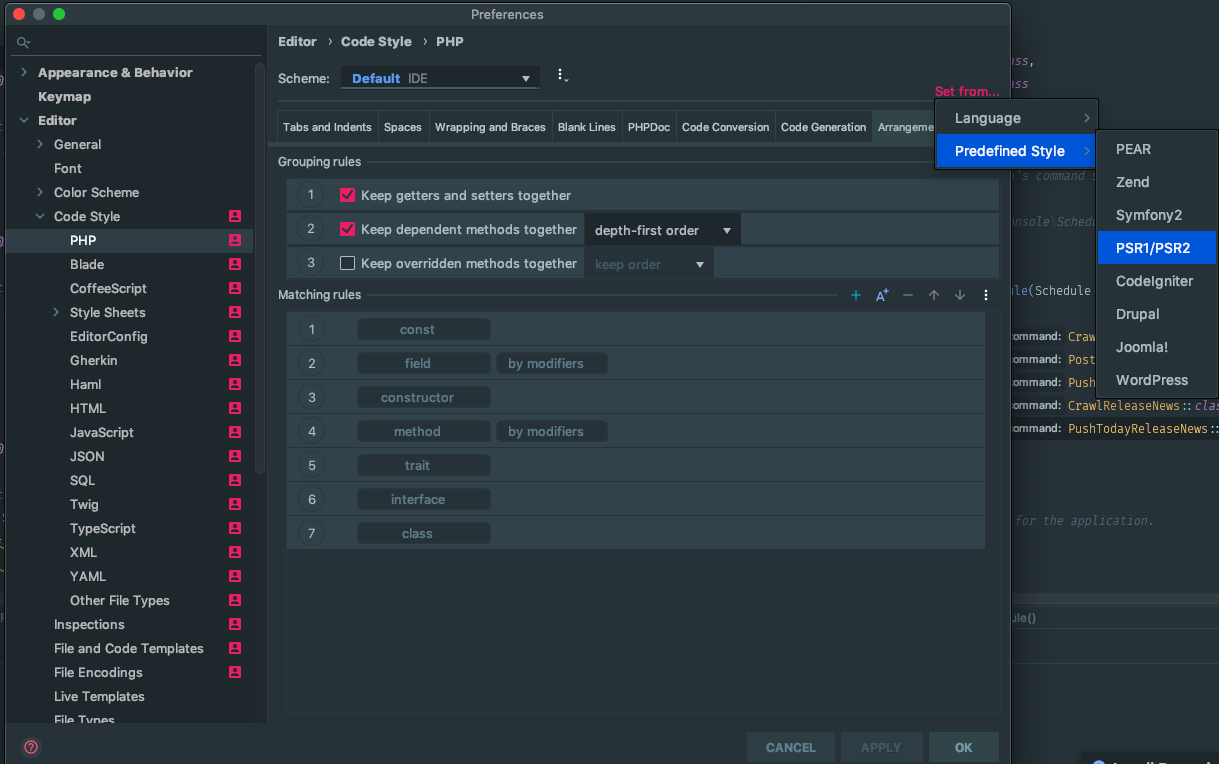 Preferences
Editor › Code Style › PHP
Scheme: Default IDE
Set from...
Appearance & Behavior
Keymap
Editor
General
Font
Color Scheme
Code Style
PHP
Blade
CoffeeScript
Style Sheets
EditorConfig
Gherkin
Haml
HTML
JavaScript
JSON
SQL
Twig
TypeScript
XML
YAML
Other File Types
Inspections
File and Code Templates
File Encodings
Live Templates
File Types
Tabs and Indents Spaces Wrapping and Braces Blank Lines PHPDoc Code Conversion Code Generation Arrangeme
Grouping rules
1 Keep getters and setters together
2 Keep dependent methods together depth-first order
3 Keep overridden methods together keep order
Matching rules
1 const
2 field by modifiers
3 constructor
4 method by modifiers
5 trait
6 interface
7 class
CANCEL APPLY OK
Language
Predefined Style
PEAR
Zend
Symfony2
PSR1/PSR2
CodeIgniter
Drupal
Joomla!
WordPress
ass,
ass
's command s
onsole\Schedu
ule(Schedule
ommand: Craw
ommand: Post
ommand: Push
ommand: CrawlReleaseNews::clas
ommand: PushTodayReleaseNews::
for the application.
ule()